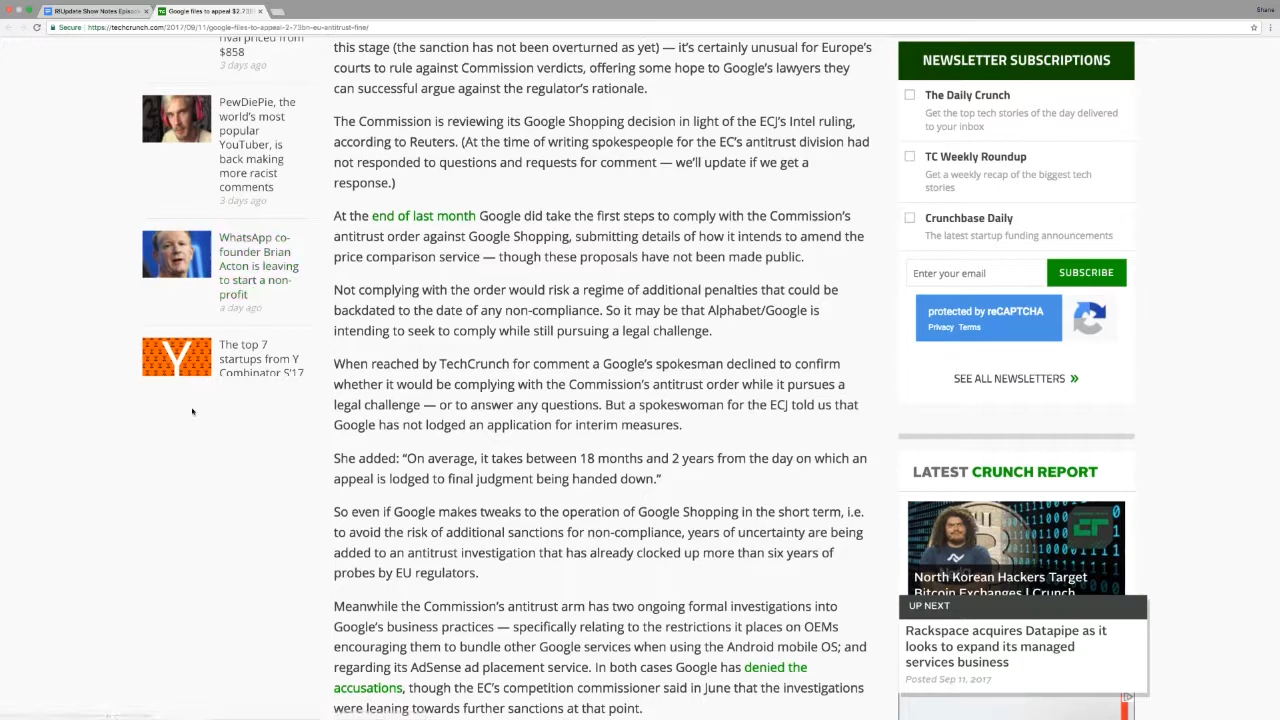 RIUpdate Show Notes Episode
Google files to appeal $2.73B
Shane
Secure
https://techcrunch.com/2017/09/11/google-files-to-appeal-2-73bn-eu-antitrust-fine/
rival priced from
$858
3 days ago
PewDiePie, the
world's most
popular
YouTuber, is
back making
more racist
comments
3 days ago
WhatsApp co-
founder Brian
Acton is leaving
to start a non-
profit
a day ago
Y
The top 7
startups from Y
Combinator S'17
this stage (the sanction has not been overturned as yet) — it's certainly unusual for Europe's
courts to rule against Commission verdicts, offering some hope to Google's lawyers they
can successful argue against the regulator's rationale.
The Commission is reviewing its Google Shopping decision in light of the ECJ's Intel ruling,
according to Reuters. (At the time of writing spokespeople for the EC's antitrust division had
not responded to questions and requests for comment — we'll update if we get a
response.)
At the end of last month Google did take the first steps to comply with the Commission's
antitrust order against Google Shopping, submitting details of how it intends to amend the
price comparison service — though these proposals have not been made public.
Not complying with the order would risk a regime of additional penalties that could be
backdated to the date of any non-compliance. So it may be that Alphabet/Google is
intending to seek to comply while still pursuing a legal challenge.
When reached by TechCrunch for comment a Google's spokesman declined to confirm
whether it would be complying with the Commission's antitrust order while it pursues a
legal challenge — or to answer any questions. But a spokeswoman for the ECJ told us that
Google has not lodged an application for interim measures.
She added: "On average, it takes between 18 months and 2 years from the day on which an
appeal is lodged to final judgment being handed down."
So even if Google makes tweaks to the operation of Google Shopping in the short term, i.e.
to avoid the risk of additional sanctions for non-compliance, years of uncertainty are being
added to an antitrust investigation that has already clocked up more than six years of
probes by EU regulators.
Meanwhile the Commission's antitrust arm has two ongoing formal investigations into
Google's business practices — specifically relating to the restrictions it places on OEMs
encouraging them to bundle other Google services when using the Android mobile OS; and
regarding its AdSense ad placement service. In both cases Google has denied the
accusations, though the EC's competition commissioner said in June that the investigations
were leaning towards further sanctions at that point.
NEWSLETTER SUBSCRIPTIONS
The Daily Crunch
Get the top tech stories of the day delivered
to your inbox
TC Weekly Roundup
Get a weekly recap of the biggest tech
stories
Crunchbase Daily
The latest startup funding announcements
Enter your email
SUBSCRIBE
protected by reCAPTCHA
Privacy Terms
SEE ALL NEWSLETTERS »
LATEST CRUNCH REPORT
North Korean Hackers Target
Bitcoin Exchanges | Crunch
UP NEXT
Rackspace acquires Datapipe as it
looks to expand its managed
services business
Posted Sep 11, 2017